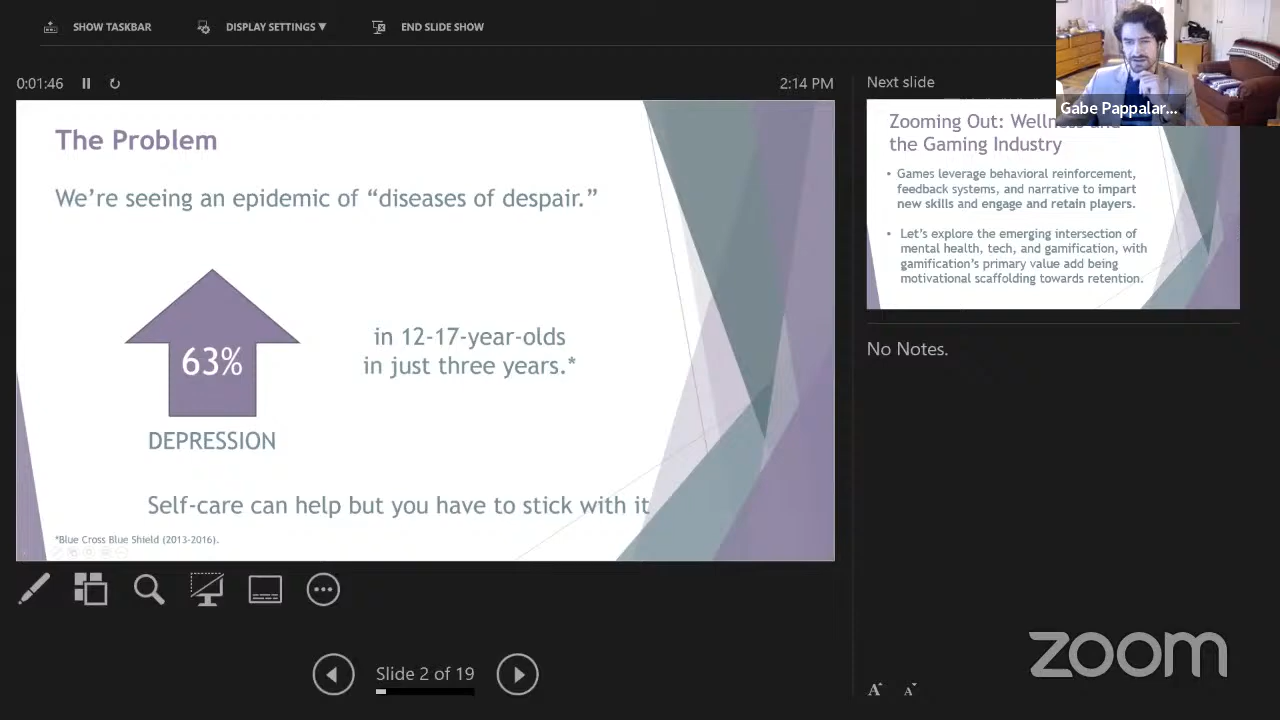 SHOW TASKBAR
DISPLAY SETTINGS ▼
END SLIDE SHOW
0:01:46
2:14 PM
The Problem
We’re seeing an epidemic of “diseases of despair.”
63%
in 12-17-year-olds
in just three years.*
DEPRESSION
Self-care can help but you have to stick with it
*Blue Cross Blue Shield (2013-2016).
Slide 2 of 19
Next slide
Gabe Pappalar...
Zooming Out: Wellness and
the Gaming Industry
• Games leverage behavioral reinforcement,
feedback systems, and narrative to impart
new skills and engage and retain players.
• Let’s explore the emerging intersection of
mental health, tech, and gamification, with
gamification’s primary value add being
motivational scaffolding towards retention.
No Notes.
zoom
A A